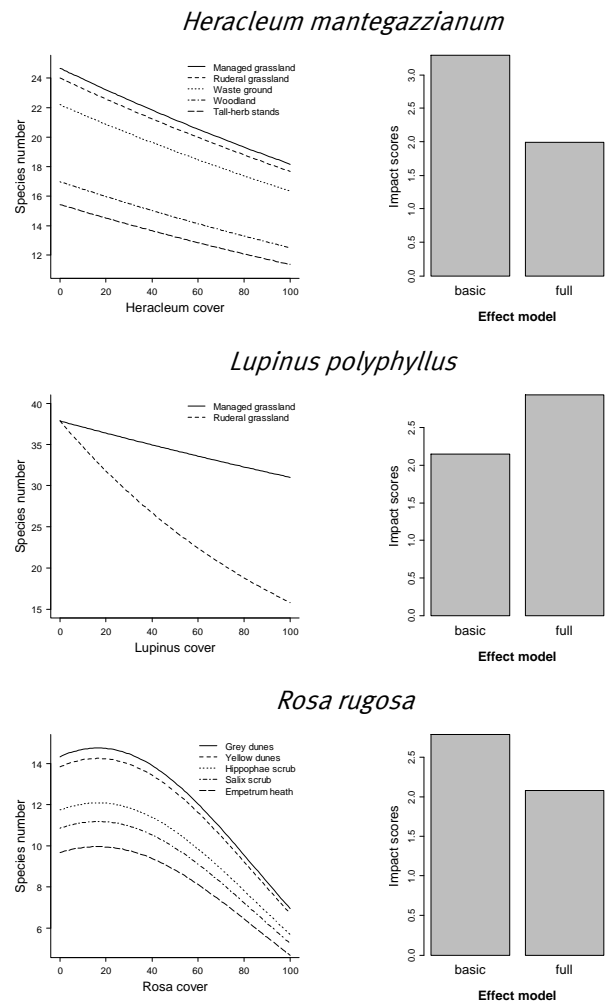 Heracleum mantegazzianum
Species number
24
22
20
18
16
14
12
Managed grassland
Ruderal grassland
Waste ground
Woodland
Tall-herb stands
0 20 40 60 80 100
Heracleum cover
Impact scores
3.0
2.5
2.0
1.5
1.0
0.5
0.0
basic full
Effect model
Lupinus polyphyllus
Species number
40
35
30
25
20
15
Managed grassland
Ruderal grassland
0 20 40 60 80 100
Lupinus cover
Impact scores
2.5
2.0
1.5
1.0
0.5
0.0
basic full
Effect model
Rosa rugosa
Species number
14
12
10
8
6
Grey dunes
Yellow dunes
Hippophae scrub
Salix scrub
Empetrum heath
0 20 40 60 80 100
Rosa cover
Impact scores
2.5
2.0
1.5
1.0
0.5
0.0
basic full
Effect model